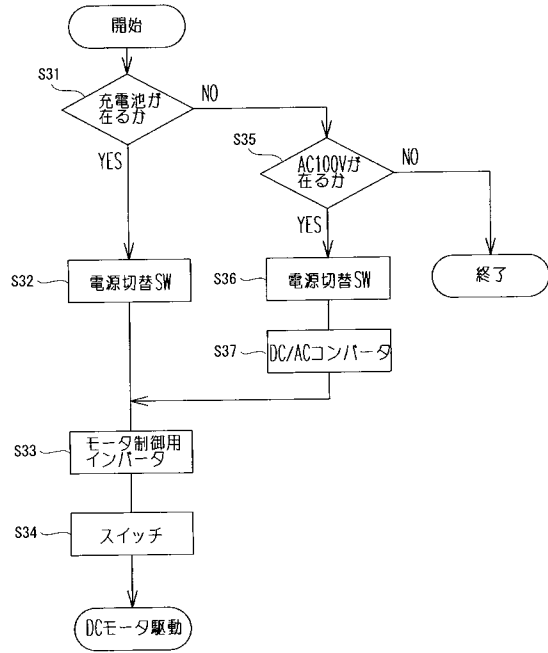 開始
S31
充電池が
在るか
NO
YES
S35
AC100Vが
在るか
NO
YES
S32
電源切替SW
S36
電源切替SW
終了
S37
DC/ACコンバータ
S33
モータ制御用
インバータ
S34
スイッチ
DCモータ駆動